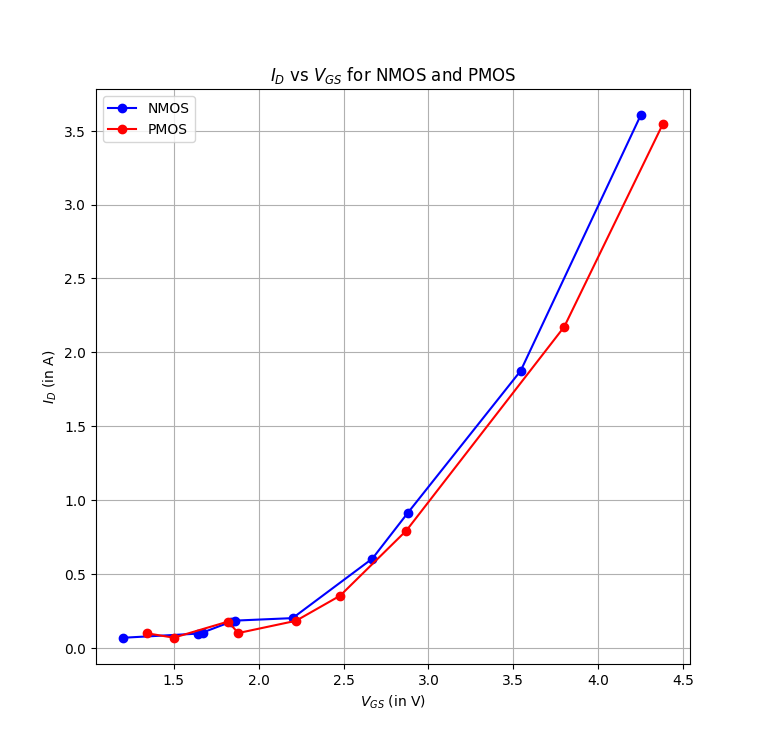 I_D vs V_GS for NMOS and PMOS
NMOS
PMOS
I_D (in A)
3.5
3.0
2.5
2.0
1.5
1.0
0.5
0.0
1.5 2.0 2.5 3.0 3.5 4.0 4.5
V_GS (in V)